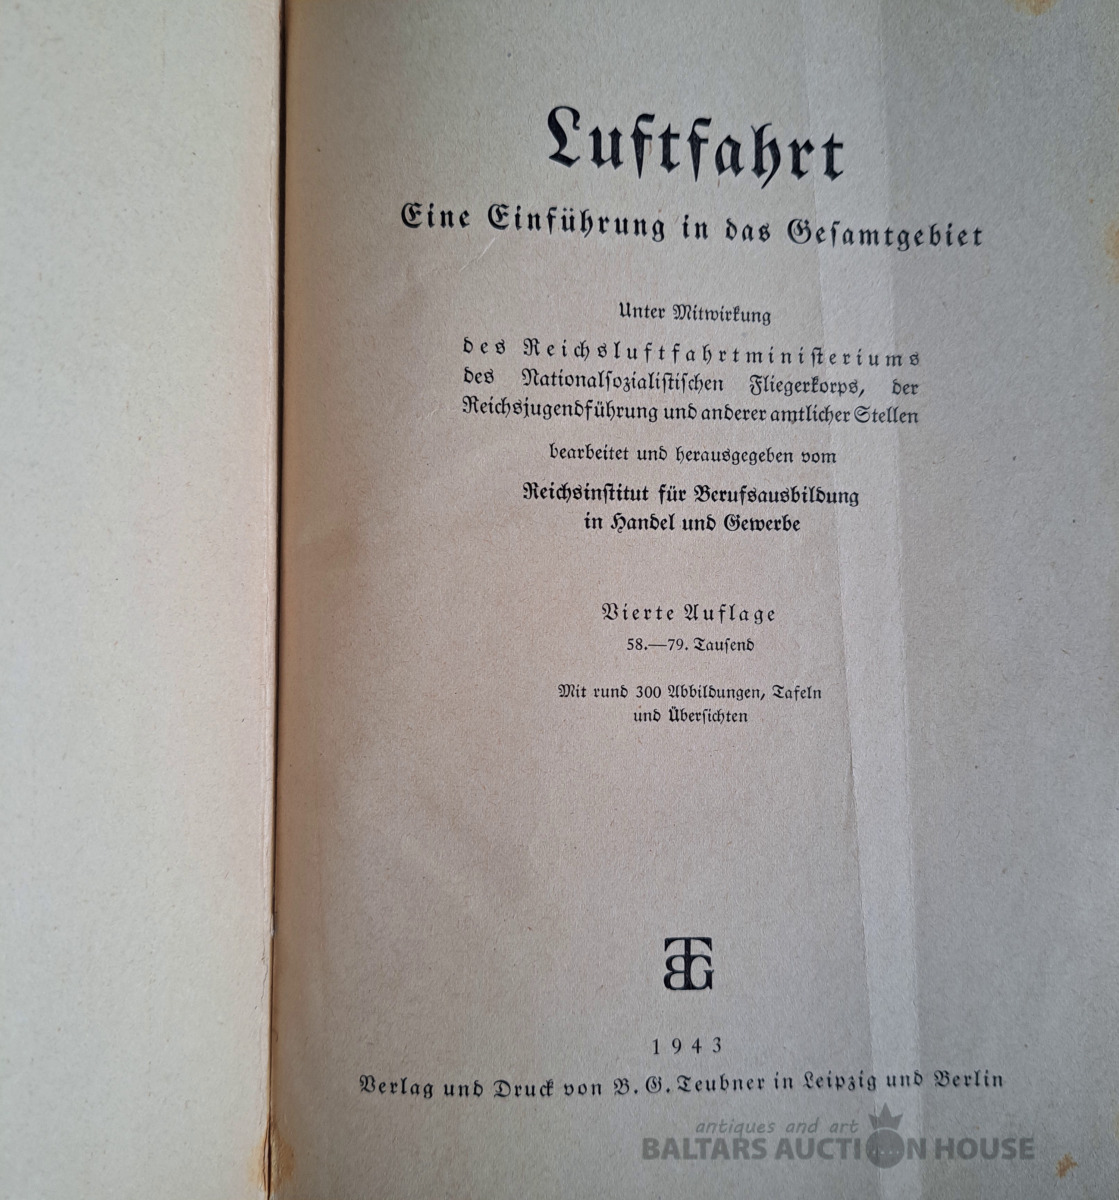 Luftfahrt
Eine Einführung in das Gesamtgebiet
Unter Mitwirkung
des Reichsluftfahrtministeriums
des Nationalsozialistischen Fliegerkorps, der
Reichsjugendführung und anderer amtlicher Stellen
bearbeitet und herausgegeben vom
Reichsinstitut für Berufsausbildung
in Handel und Gewerbe
Vierte Auflage
58.—79. Tausend
Mit rund 300 Abbildungen, Tafeln
und Übersichten
BTG
1943
Verlag und Druck von B. G. Teubner in Leipzig und Berlin
antiques and art
BALTARS AUCTION HOUSE